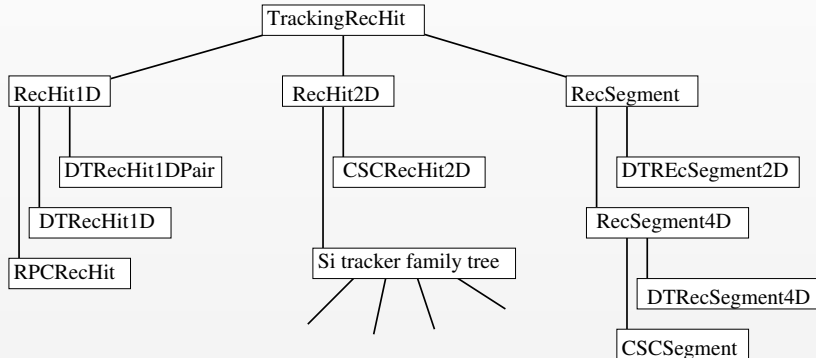 TrackingRecHit
RecHit1D
RecHit2D
RecSegment
DTRecHit1DPair
CSCRecHit2D
DTREcSegment2D
DTRecHit1D
RecSegment4D
RPCRecHit
Si tracker family tree
DTRecSegment4D
CSCSegment